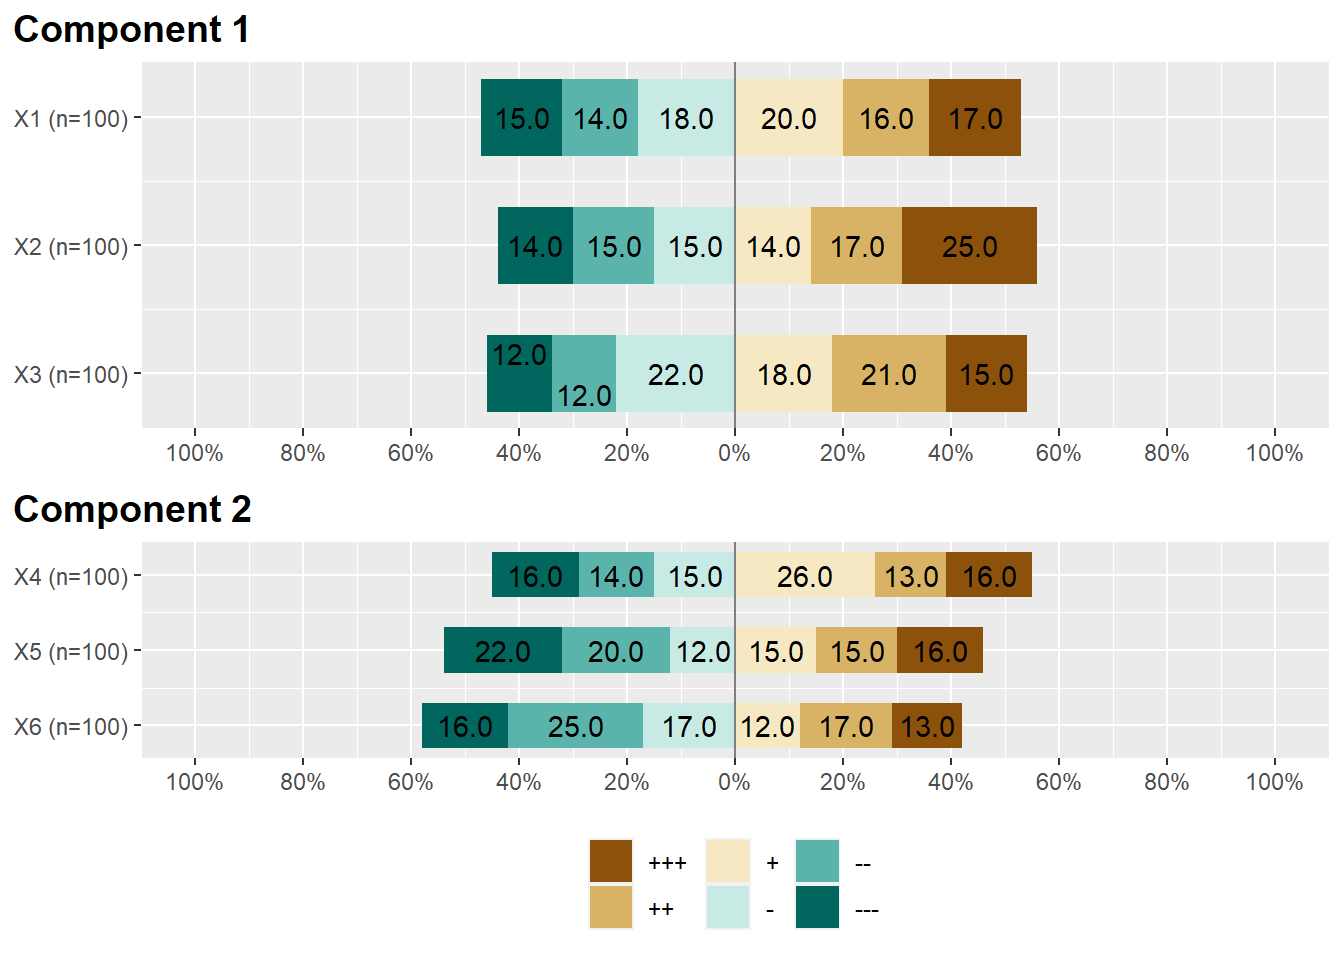 Component 1
X1 (n=100) 15.0 14.0 18.0 20.0 16.0 17.0
X2 (n=100) 14.0 15.0 15.0 14.0 17.0 25.0
X3 (n=100) 12.0 12.0 22.0 18.0 21.0 15.0
100% 80% 60% 40% 20% 0% 20% 40% 60% 80% 100%
Component 2
X4 (n=100) 16.0 14.0 15.0 26.0 13.0 16.0
X5 (n=100) 22.0 20.0 12.0 15.0 15.0 16.0
X6 (n=100) 16.0 25.0 17.0 12.0 17.0 13.0
100% 80% 60% 40% 20% 0% 20% 40% 60% 80% 100%
+++ + --
++ - ---